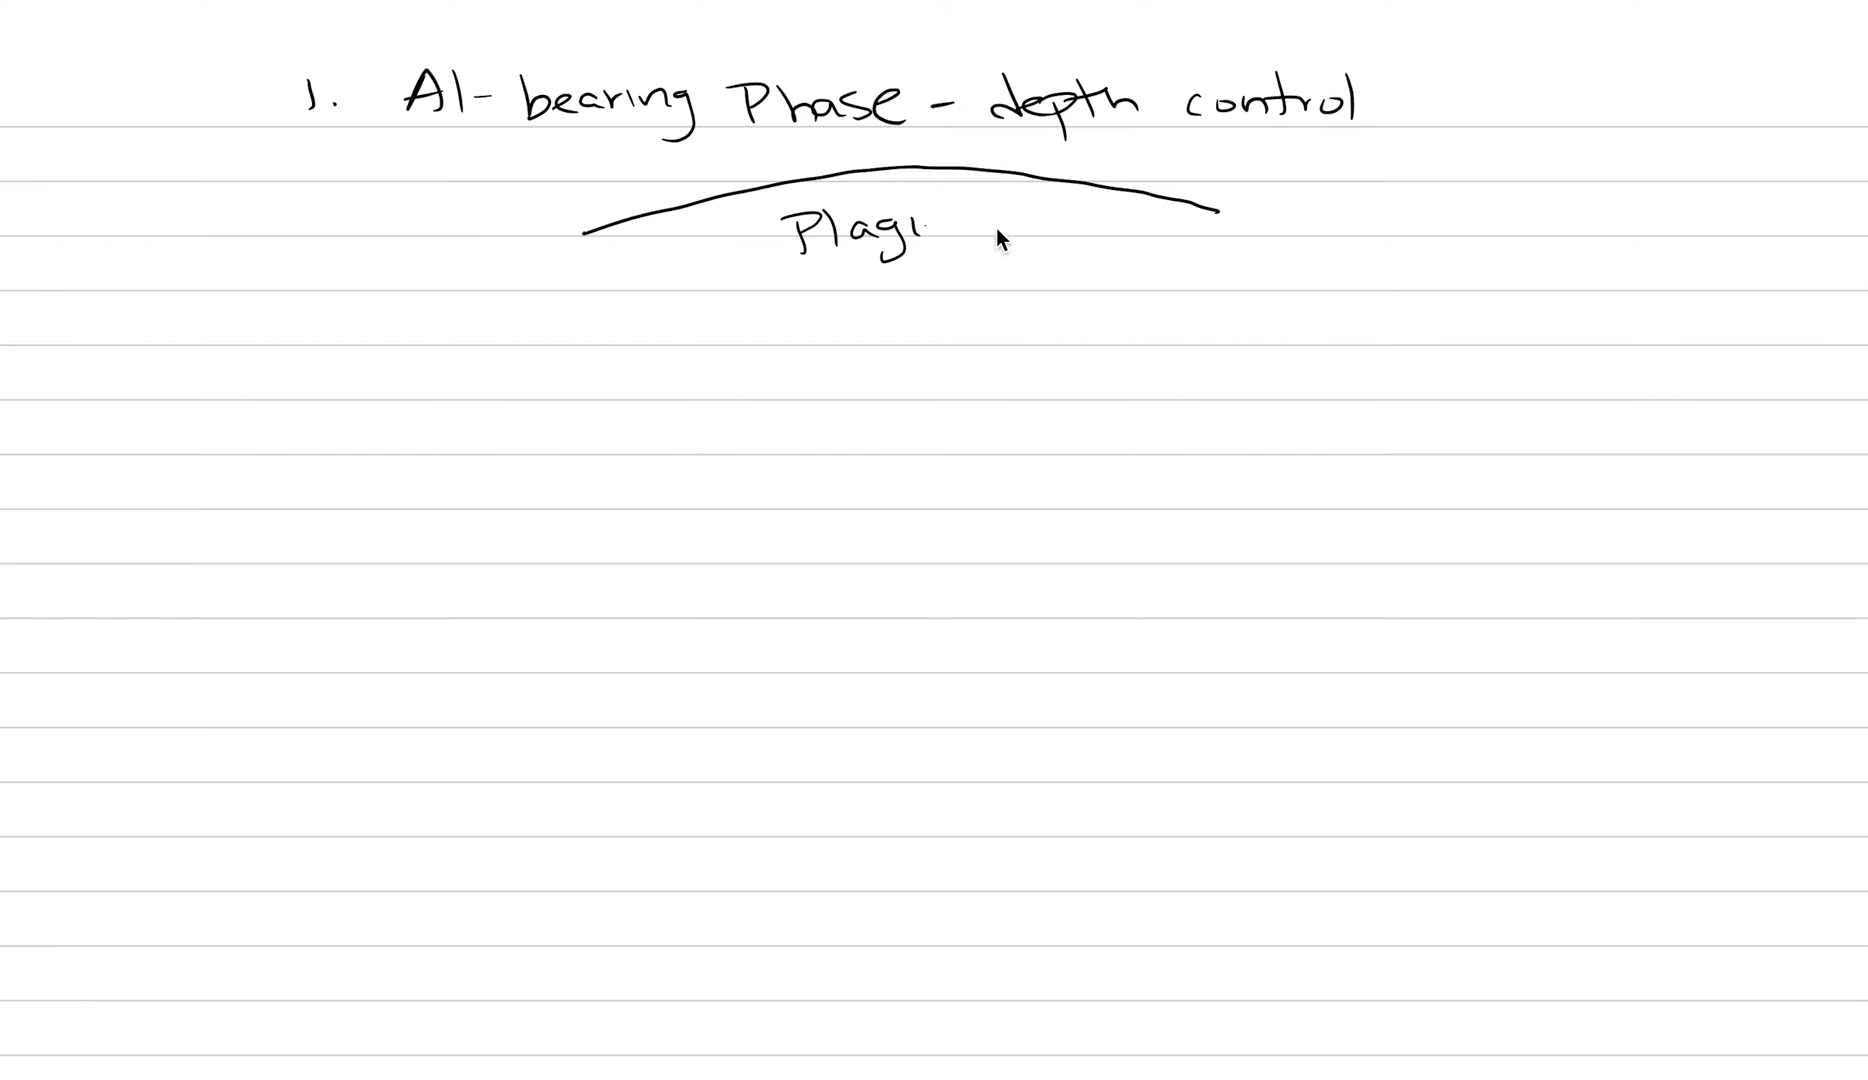 1. Al-bearing Phase - depth control
Plagi